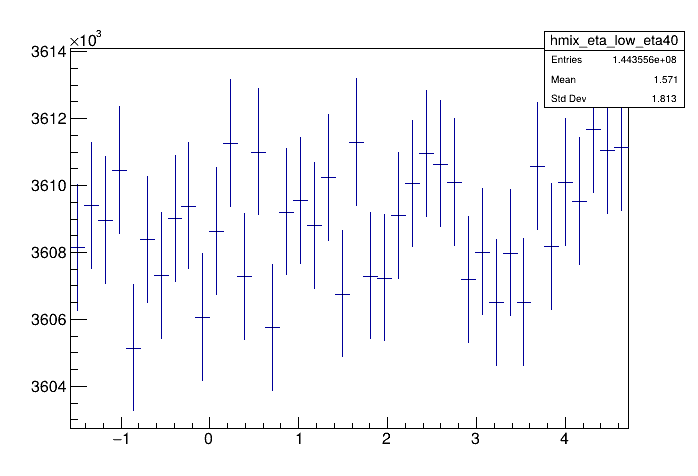 ×10³
hmix_eta_low_eta40
Entries 1.443556e+08
Mean 1.571
Std Dev 1.813
3614
3612
3610
3608
3606
3604
−1 0 1 2 3 4